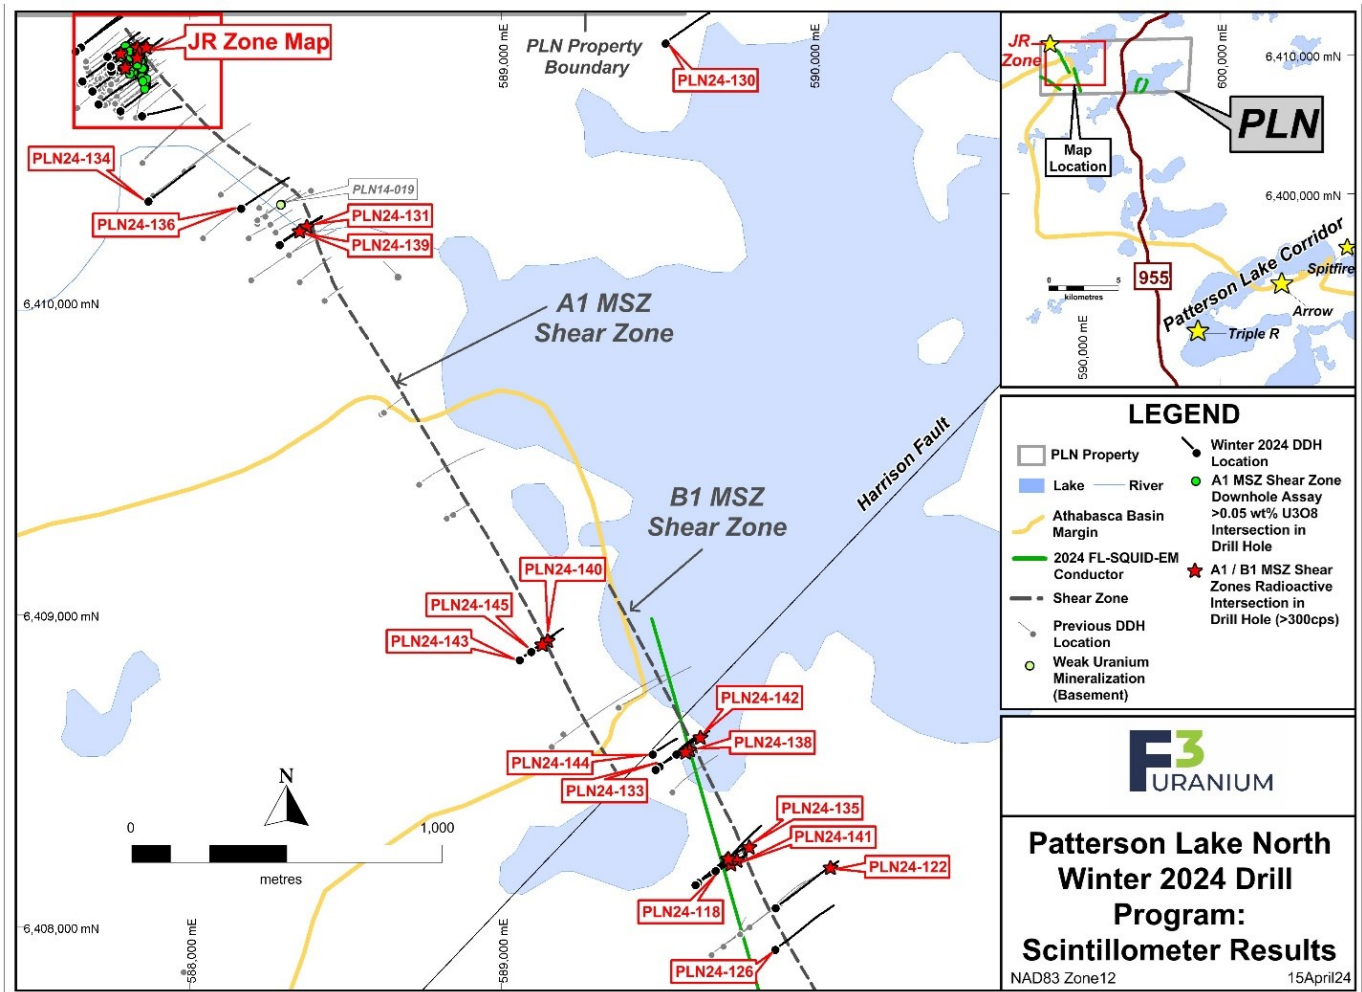 JR Zone Map
PLN Property
Boundary
589,000 mE
590,000 mE
PLN24-130
PLN24-134
PLN24-136
PLN14-019
PLN24-131
PLN24-139
6,410,000 mN
A1 MSZ
Shear Zone
Harrison Fault
B1 MSZ
Shear Zone
PLN24-140
PLN24-145
PLN24-143
6,409,000 mN
PLN24-142
PLN24-138
PLN24-144
PLN24-133
PLN24-135
PLN24-141
PLN24-122
PLN24-118
PLN24-126
N
0 1,000
metres
6,408,000 mN
588,000 mE
589,000 mE
JR
Zone
600,000 mE
6,410,000 mN
PLN
Map
Location
6,400,000 mN
955
0 5
kilometres
590,000 mE
Patterson Lake Corridor
Spitfire
Arrow
Triple R
LEGEND
PLN Property
Lake
River
Athabasca Basin
Margin
2024 FL-SQUID-EM
Conductor
Shear Zone
Previous DDH
Location
Weak Uranium
Mineralization
(Basement)
Winter 2024 DDH
Location
A1 MSZ Shear Zone
Downhole Assay
>0.05 wt% U3O8
Intersection in
Drill Hole
A1 / B1 MSZ Shear
Zones Radioactive
Intersection in
Drill Hole (>300cps)
F3
URANIUM
Patterson Lake North
Winter 2024 Drill
Program:
Scintillometer Results
NAD83 Zone12
15April24